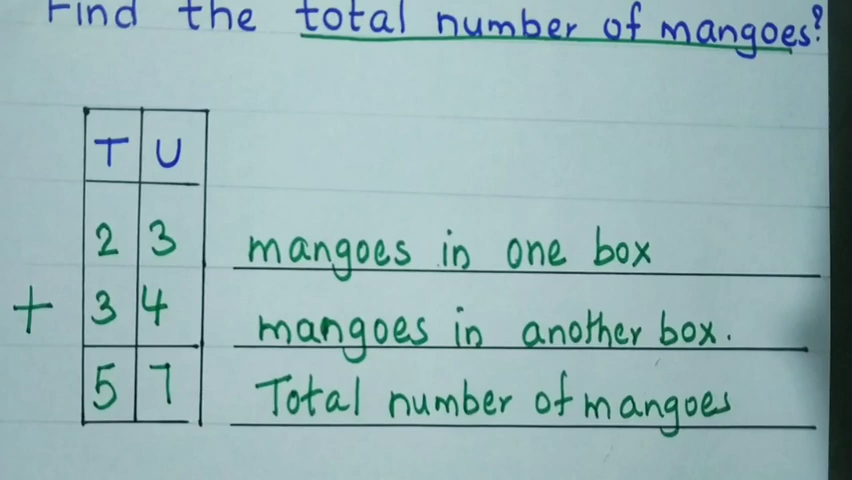 Find the total number of mangoes?
T U
2 3 mangoes in one box
+ 3 4 mangoes in another box.
5 7 Total number of mangoes